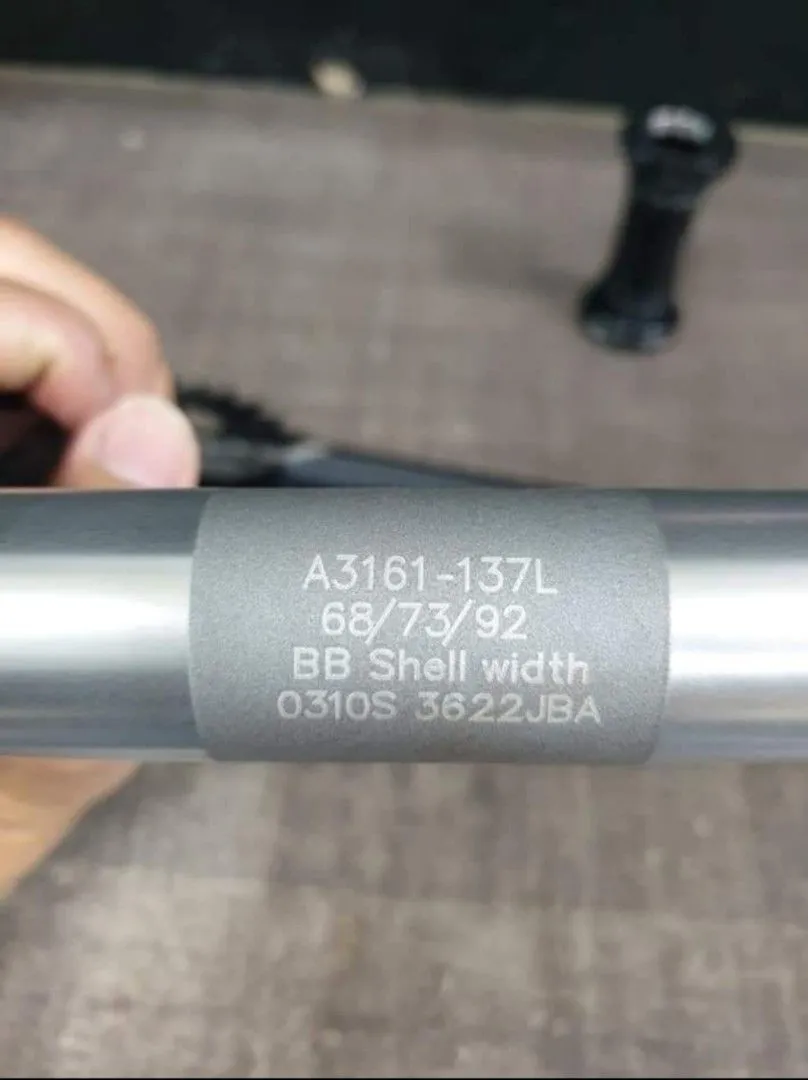 A3161-137L
68/73/92
BB Shell width
0310S 3622JBA